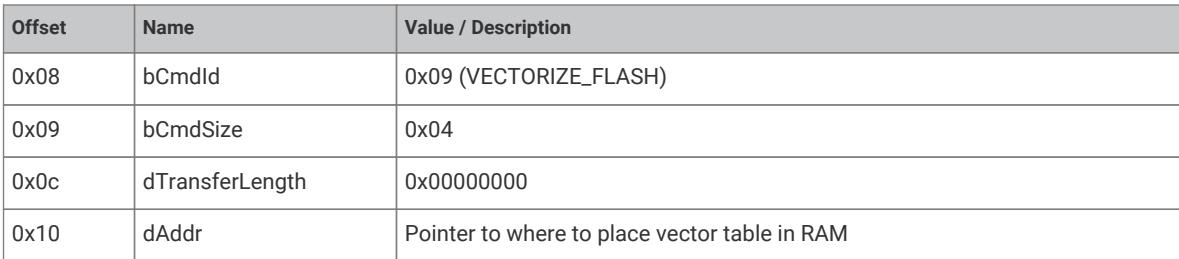 Offset Name Value / Description
0x08 bCmdId 0x09 (VECTORIZE_FLASH)
0x09 bCmdSize 0x04
0x0c dTransferLength 0x00000000
0x10 dAddr Pointer to where to place vector table in RAM